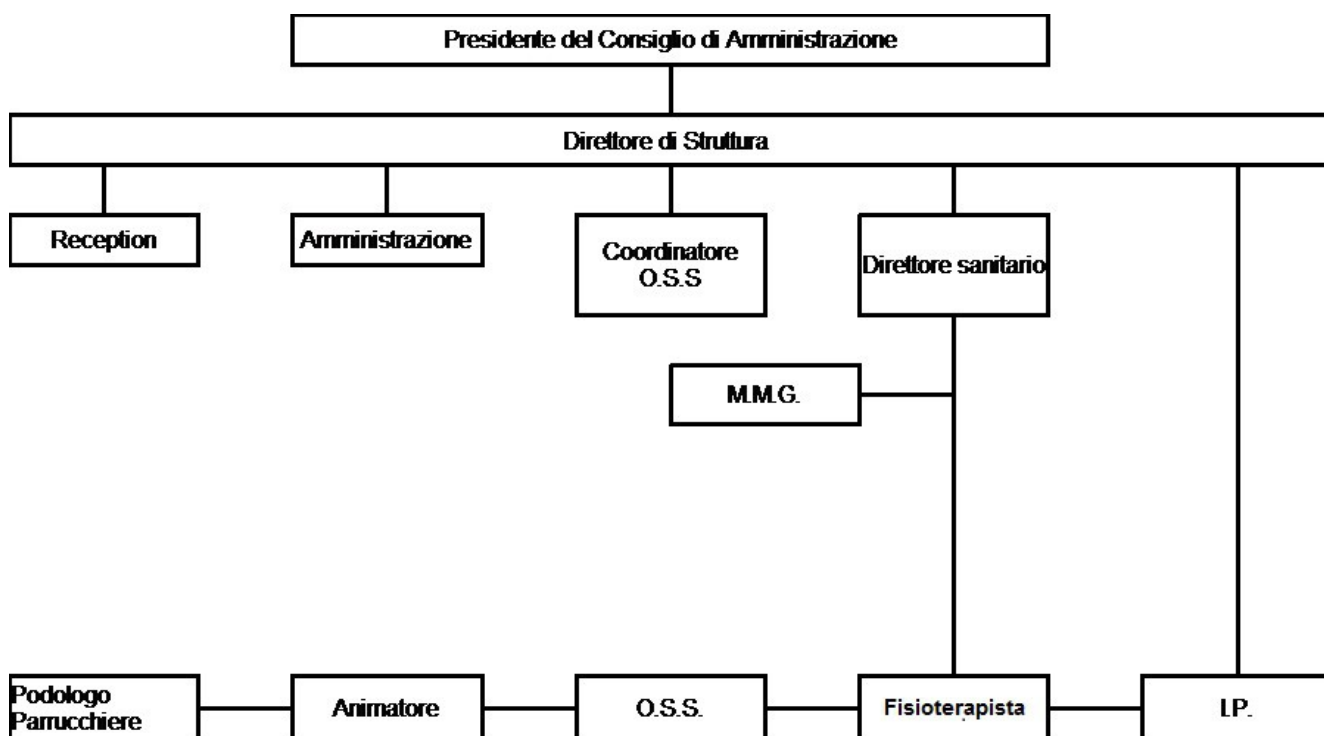 Presidente del Consiglio di Amministrazione
Direttore di Struttura
Reception
Amministrazione
Coordinatore
O.S.S
Direttore sanitario
M.M.G.
Podologo
Parrucchiere
Animatore
O.S.S.
Fisioterapista
I.P.